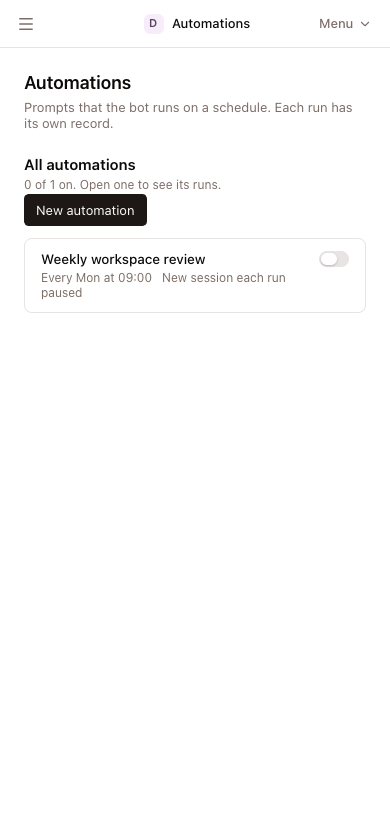 D Automations Menu
Automations
Prompts that the bot runs on a schedule. Each run has
its own record.
All automations
0 of 1 on. Open one to see its runs.
New automation
Weekly workspace review
Every Mon at 09:00 New session each run
paused